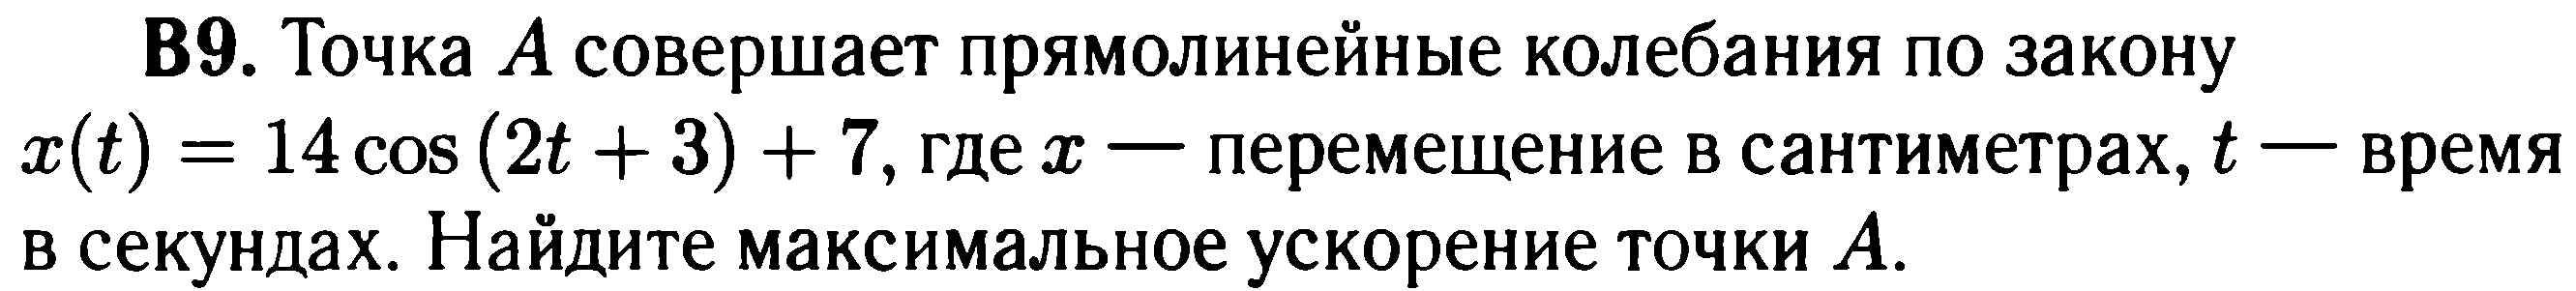 В9. Точка A совершает прямолинейные колебания по закону
x(t) = 14 cos (2t + 3) + 7, где x — перемещение в сантиметрах, t — время
в секундах. Найдите максимальное ускорение точки A.